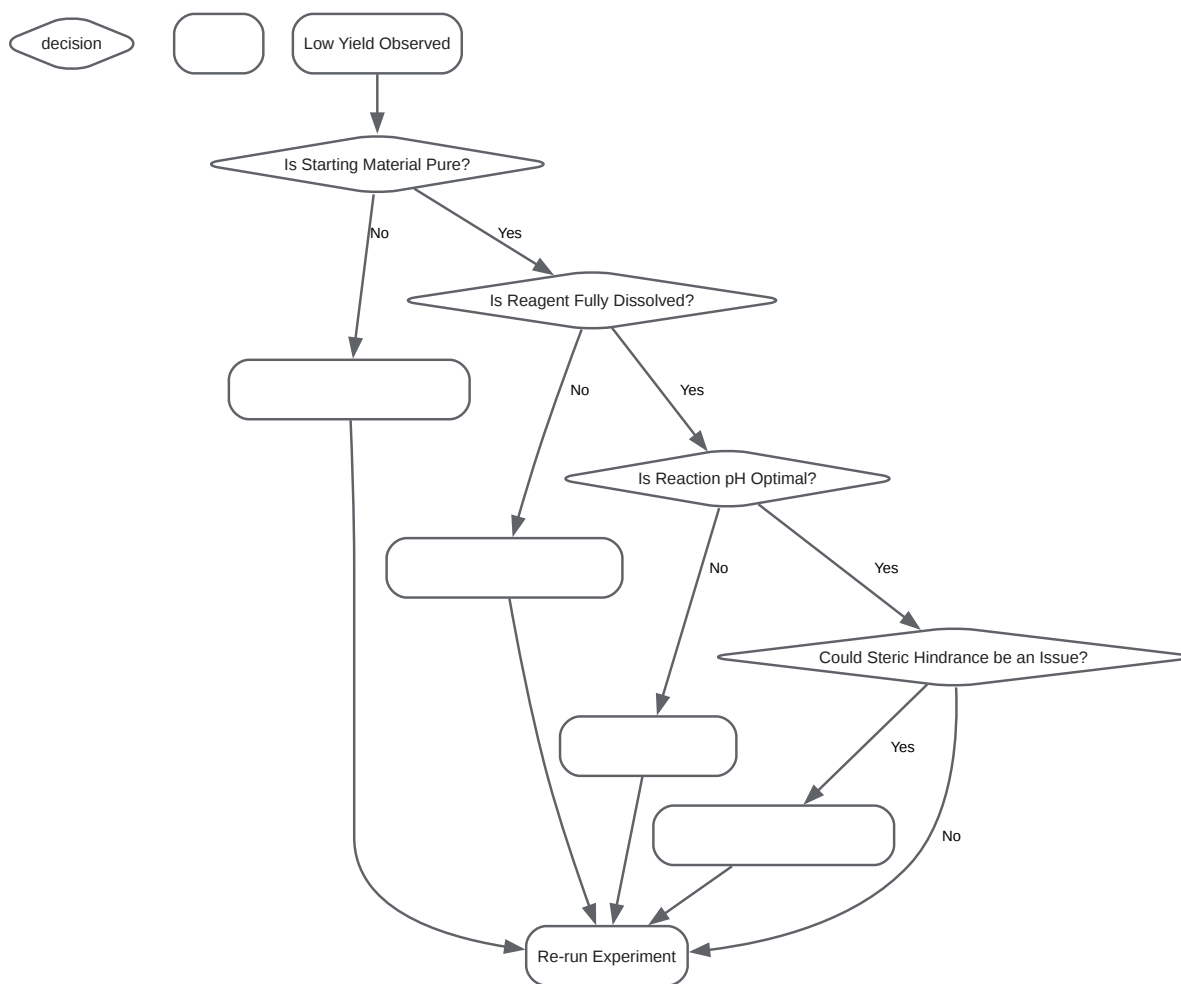 decision
Low Yield Observed
Is Starting Material Pure?
No
Yes
Is Reagent Fully Dissolved?
No
Yes
Is Reaction pH Optimal?
No
Yes
Could Steric Hindrance be an Issue?
Yes
No
Re-run Experiment